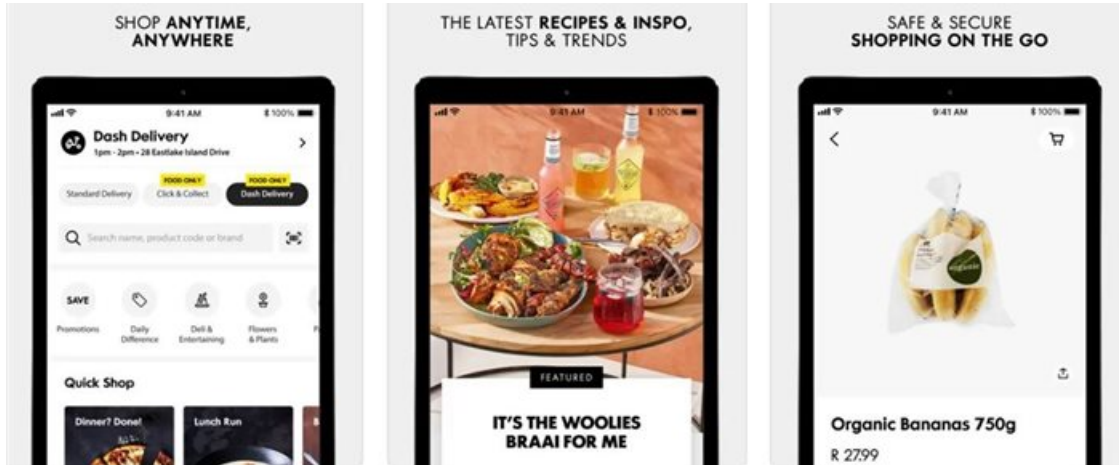 SHOP ANYTIME,
ANYWHERE
9:41 AM
100%
Dash Delivery
1pm - 2pm • 28 Eastlake Island Drive
FOOD ONLY
FOOD ONLY
Standard Delivery
Click & Collect
Dash Delivery
Search name, product code or brand
SAVE
Promotions
Daily
Difference
Deli &
Entertaining
Flowers
& Plants
Quick Shop
Dinner? Done!
Lunch Run
THE LATEST RECIPES & INSPO,
TIPS & TRENDS
9:41 AM
100%
FEATURED
IT'S THE WOOLIES
BRAAI FOR ME
SAFE & SECURE
SHOPPING ON THE GO
9:41 AM
100%
organic
Organic Bananas 750g
R 27.99